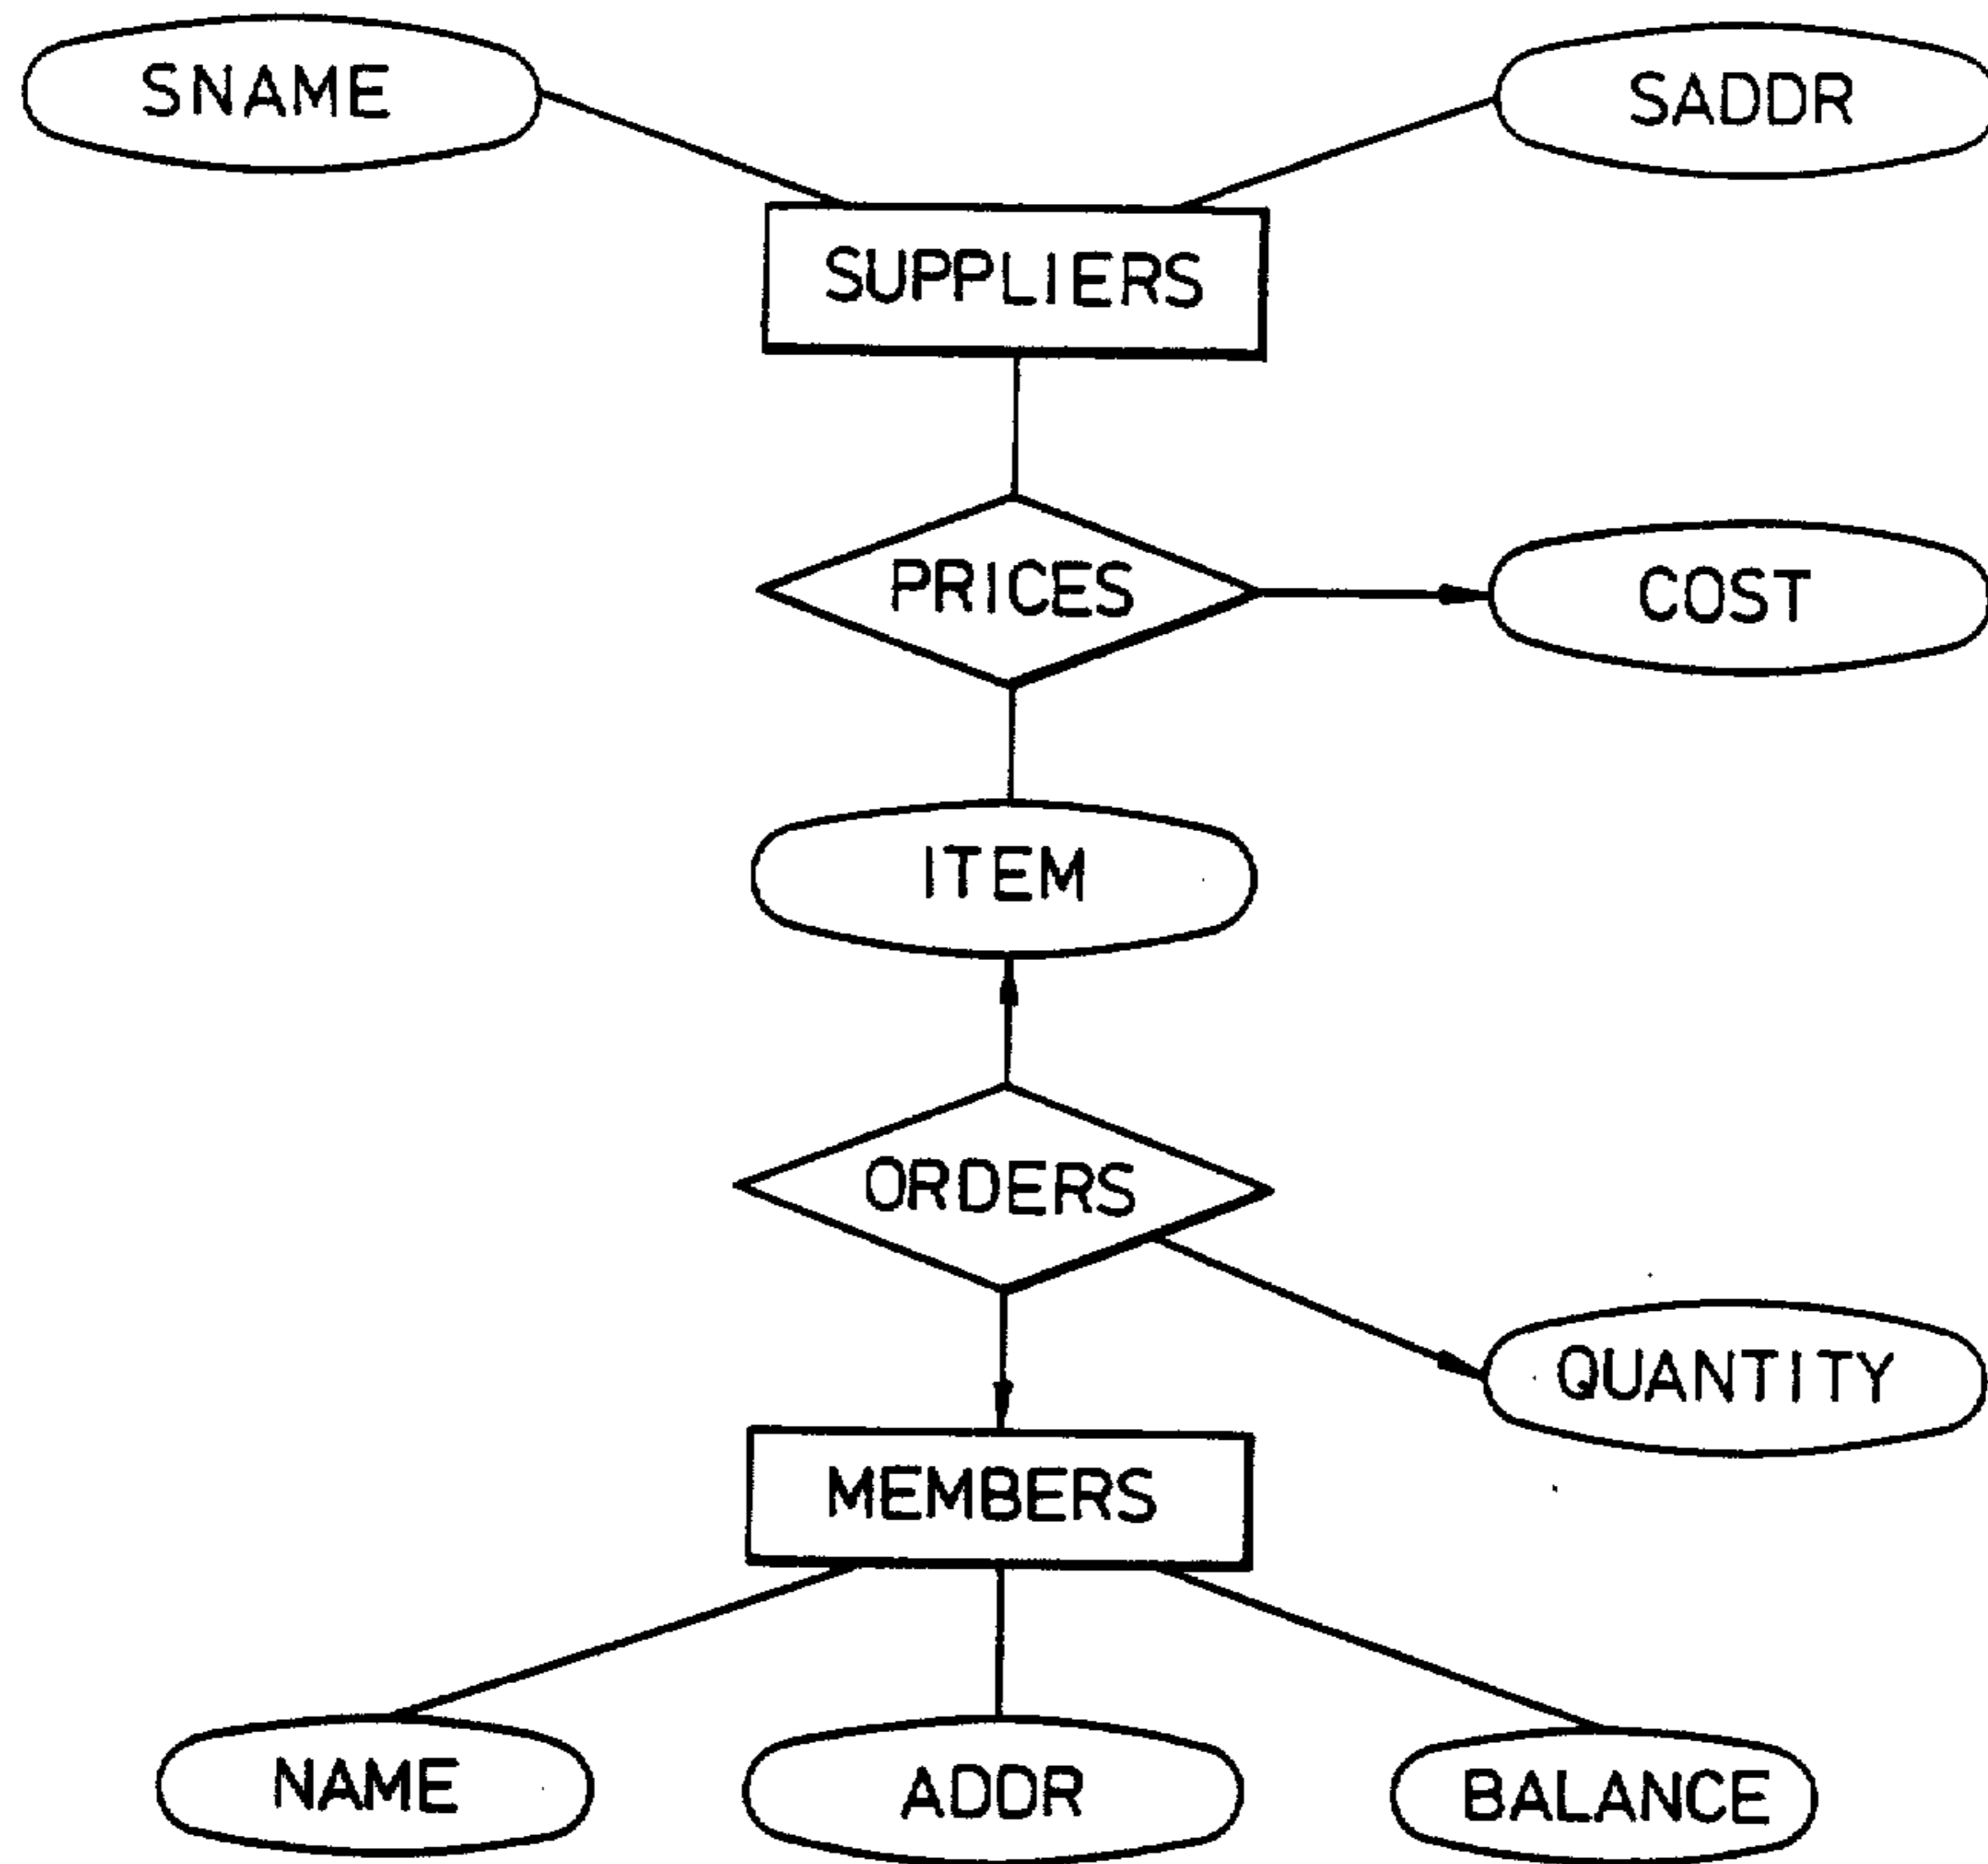 SNAME
SADDR
SUPPLIERS
PRICES
COST
ITEM
ORDERS
QUANTITY
MEMBERS
NAME
ADDR
BALANCE